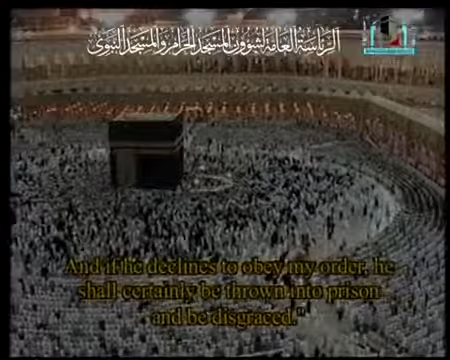 الرئاسة العامة لشؤون المسجد الحرام والمسجد النبوي
And if he declines to obey my order, he
shall certainly be thrown into prison
and be disgraced."